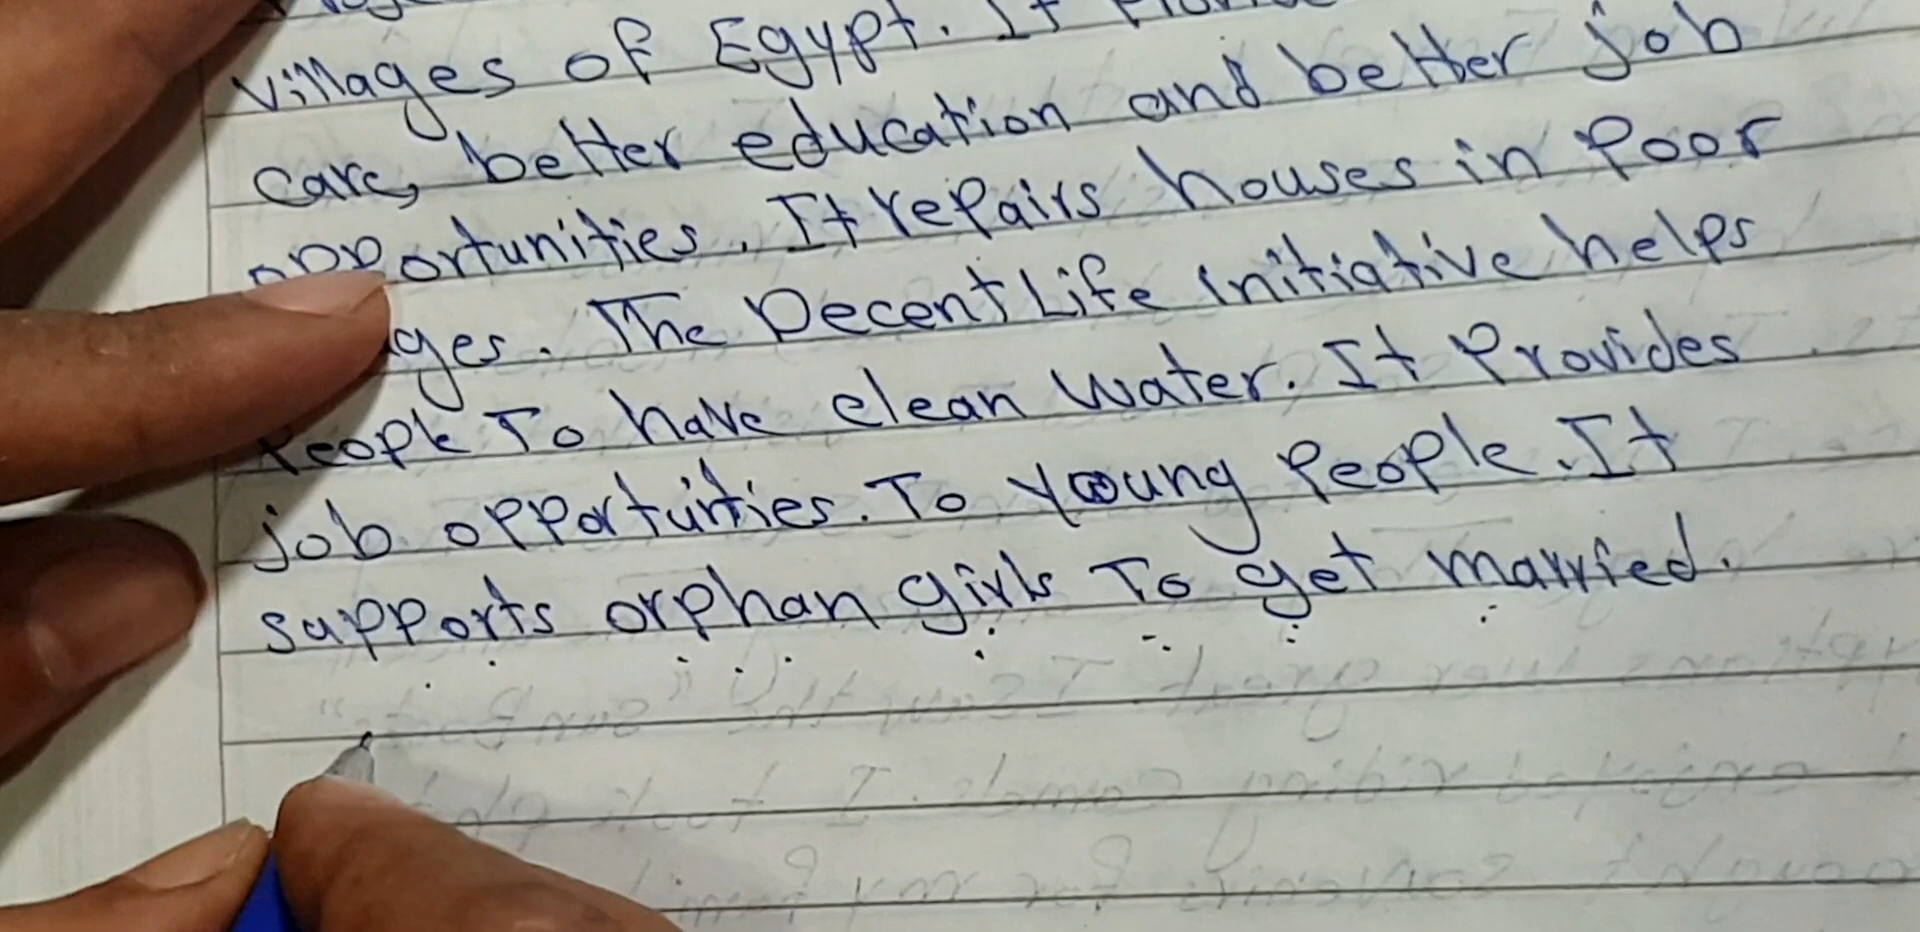 villages of Egypt. It
care, better education and better job
opportunities. It repairs houses in Poor
ges. The Decent Life initiative helps
People To have clean water. It Provides
job opportuities. To young People. It
supports orphan girls To get married.